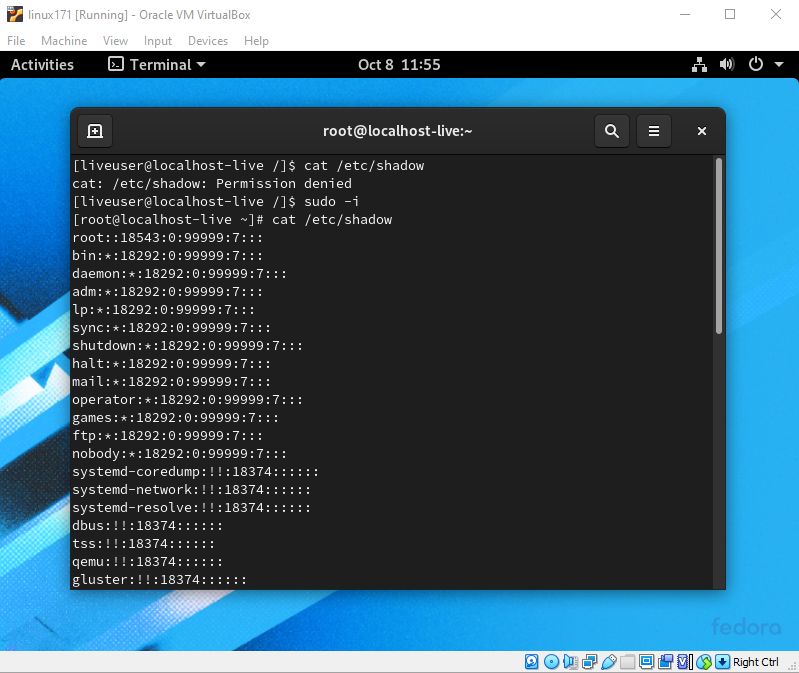 linux171 [Running] - Oracle VM VirtualBox
File Machine View Input Devices Help
Activities Terminal Oct 8 11:55
root@localhost-live:~
[liveuser@localhost-live /]$ cat /etc/shadow
cat: /etc/shadow: Permission denied
[liveuser@localhost-live /]$ sudo -i
[root@localhost-live ~]# cat /etc/shadow
root::18543:0:99999:7:::
bin:*:18292:0:99999:7:::
daemon:*:18292:0:99999:7:::
adm:*:18292:0:99999:7:::
lp:*:18292:0:99999:7:::
sync:*:18292:0:99999:7:::
shutdown:*:18292:0:99999:7:::
halt:*:18292:0:99999:7:::
mail:*:18292:0:99999:7:::
operator:*:18292:0:99999:7:::
games:*:18292:0:99999:7:::
ftp:*:18292:0:99999:7:::
nobody:*:18292:0:99999:7:::
systemd-coredump:!!:18374::::::
systemd-network:!!:18374::::::
systemd-resolve:!!:18374::::::
dbus:!!:18374::::::
tss:!!:18374::::::
qemu:!!:18374::::::
gluster:!!:18374::::::
fedora
Right Ctrl